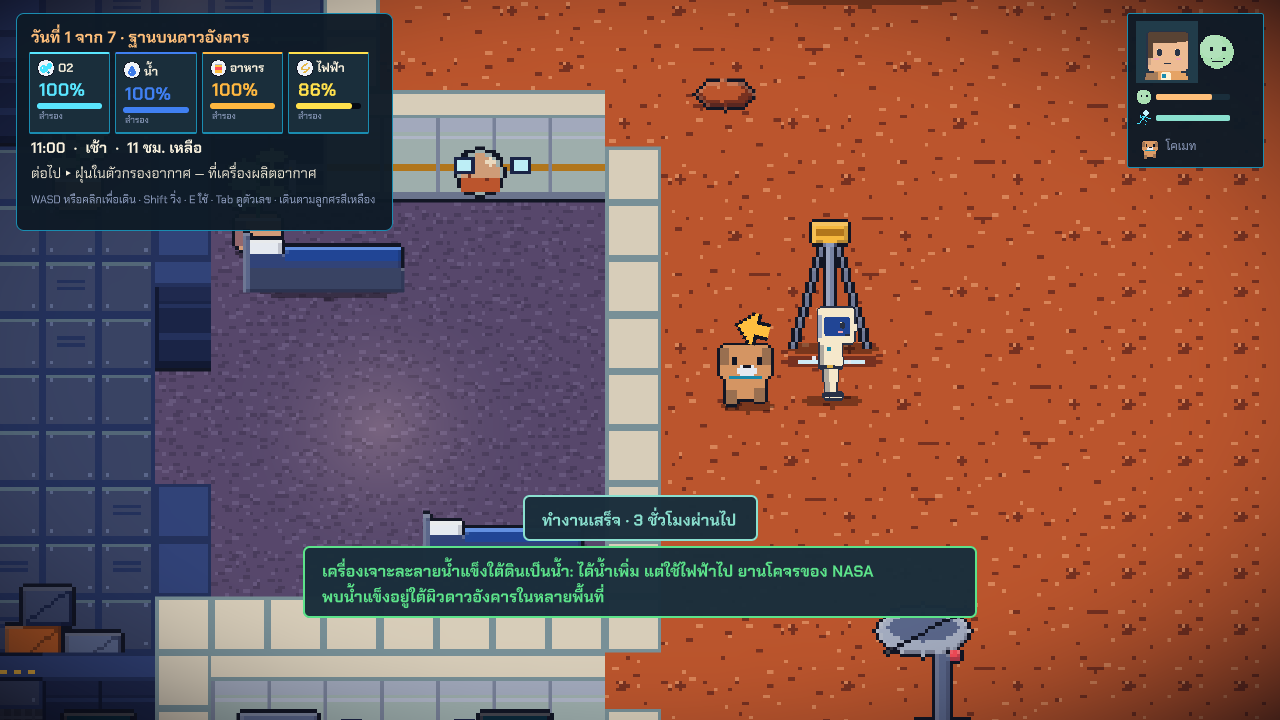 วันที่ 1 จาก 7 · ฐานบนดาวอังคาร
O2
100%
สำรอง
น้ำ
100%
สำรอง
อาหาร
100%
สำรอง
ไฟฟ้า
86%
สำรอง
11:00 · เช้า · 11 ชม. เหลือ
ต่อไป ▸ ฝุ่นในตัวกรองอากาศ — ที่เครื่องผลิตอากาศ
WASD หรือคลิกเพื่อเดิน · Shift วิ่ง · E ใช้ · Tab ดูตัวเลข · เดินตามลูกศรสีเหลือง
โคเมท
ทำงานเสร็จ · 3 ชั่วโมงผ่านไป
เครื่องเจาะละลายน้ำแข็งใต้ดินเป็นน้ำ: ได้น้ำเพิ่ม แต่ใช้ไฟฟ้าไป ยานโคจรของ NASA
พบน้ำแข็งอยู่ใต้ผิวดาวอังคารในหลายพื้นที่